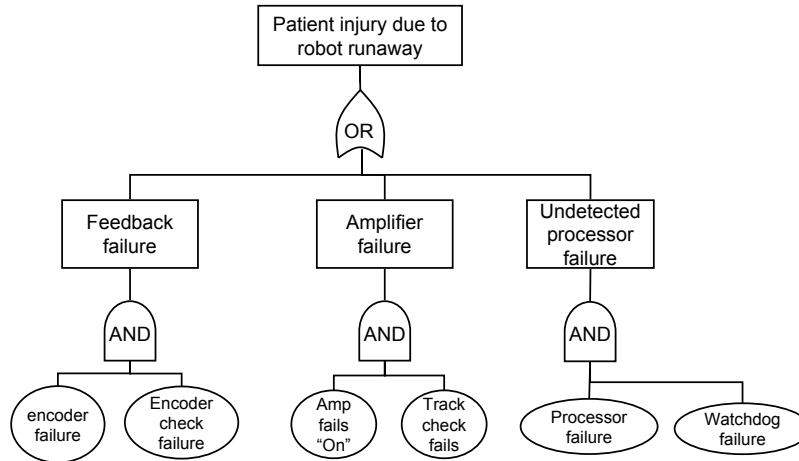 Patient injury due to
robot runaway
OR
Feedback
failure
Amplifier
failure
Undetected
processor
failure
AND
AND
AND
encoder
failure
Encoder
check
failure
Amp
fails
“On”
Track
check
fails
Processor
failure
Watchdog
failure